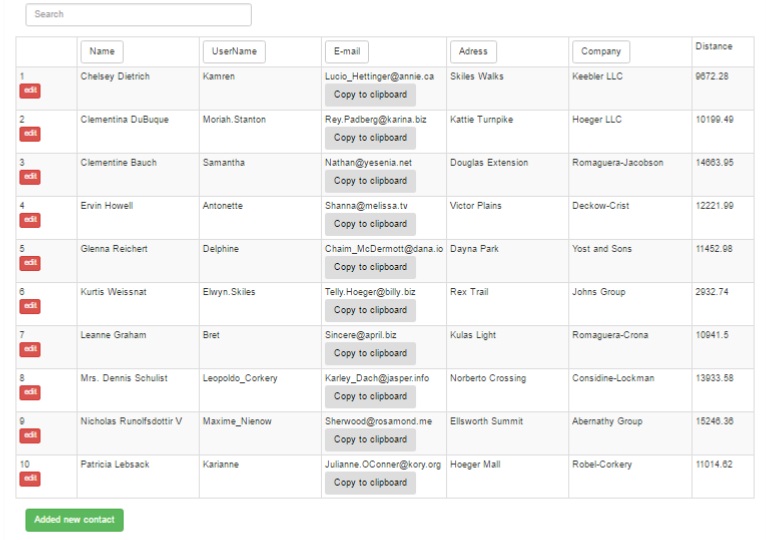 Search
Name UserName E-mail Adress Company Distance
1 Chelsey Dietrich Kamren Lucio_Hettinger@annie.ca Skiles Walks Keebler LLC 9672.28
edit Copy to clipboard
2 Clementina DuBuque Moriah.Stanton Rey.Padberg@karina.biz Kattie Turnpike Hoeger LLC 10199.49
edit Copy to clipboard
3 Clementine Bauch Samantha Nathan@yesenia.net Douglas Extension Romaguera-Jacobson 14663.95
edit Copy to clipboard
4 Ervin Howell Antonette Shanna@melissa.tv Victor Plains Deckow-Crist 12221.99
edit Copy to clipboard
5 Glenna Reichert Delphine Chaim_McDermott@dana.io Dayna Park Yost and Sons 11452.98
edit Copy to clipboard
6 Kurtis Weissnat Elwyn.Skiles Telly.Hoeger@billy.biz Rex Trail Johns Group 2932.74
edit Copy to clipboard
7 Leanne Graham Bret Sincere@april.biz Kulas Light Romaguera-Crona 10941.5
edit Copy to clipboard
8 Mrs. Dennis Schulist Leopoldo_Corkery Karley_Dach@jasper.info Norberto Crossing Considine-Lockman 13933.58
edit Copy to clipboard
9 Nicholas Runolfsdottir V Maxime_Nienow Sherwood@rosamond.me Ellsworth Summit Abernathy Group 15246.36
edit Copy to clipboard
10 Patricia Lebsack Karianne Julianne.OConner@kory.org Hoeger Mall Robel-Corkery 11014.62
edit Copy to clipboard
Added new contact